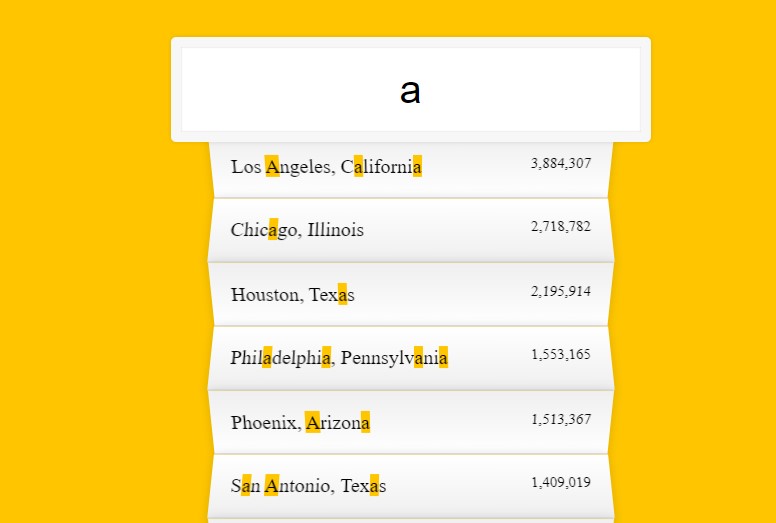 a
Los Angeles, California 3,884,307
Chicago, Illinois 2,718,782
Houston, Texas 2,195,914
Philadelphia, Pennsylvania 1,553,165
Phoenix, Arizona 1,513,367
San Antonio, Texas 1,409,019